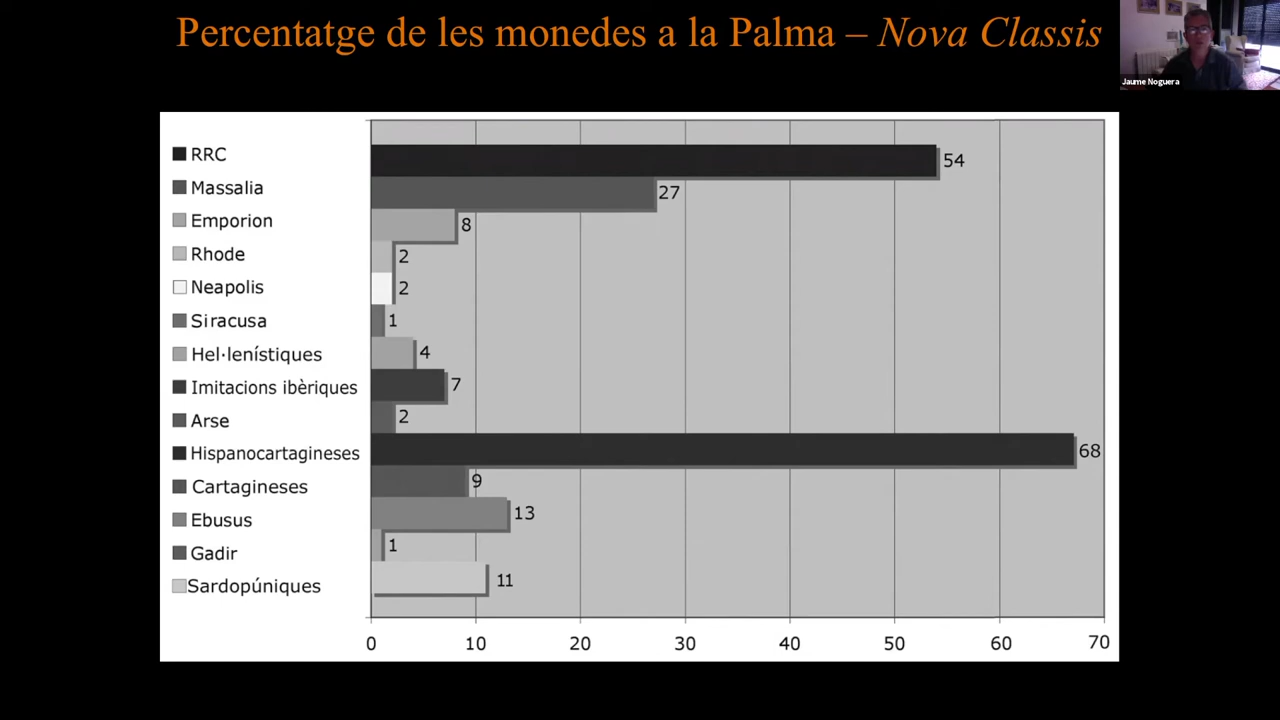 Percentatge de les monedes a la Palma – Nova Classis
Jaume Noguera
RRC
Massalia
Emporion
Rhode
Neapolis
Siracusa
Hel·lenístiques
Imitacions ibèriques
Arse
Hispanocartagineses
Cartagineses
Ebusus
Gadir
Sardopúniques
54
27
8
2
2
1
4
7
2
68
9
13
1
11
0 10 20 30 40 50 60 70